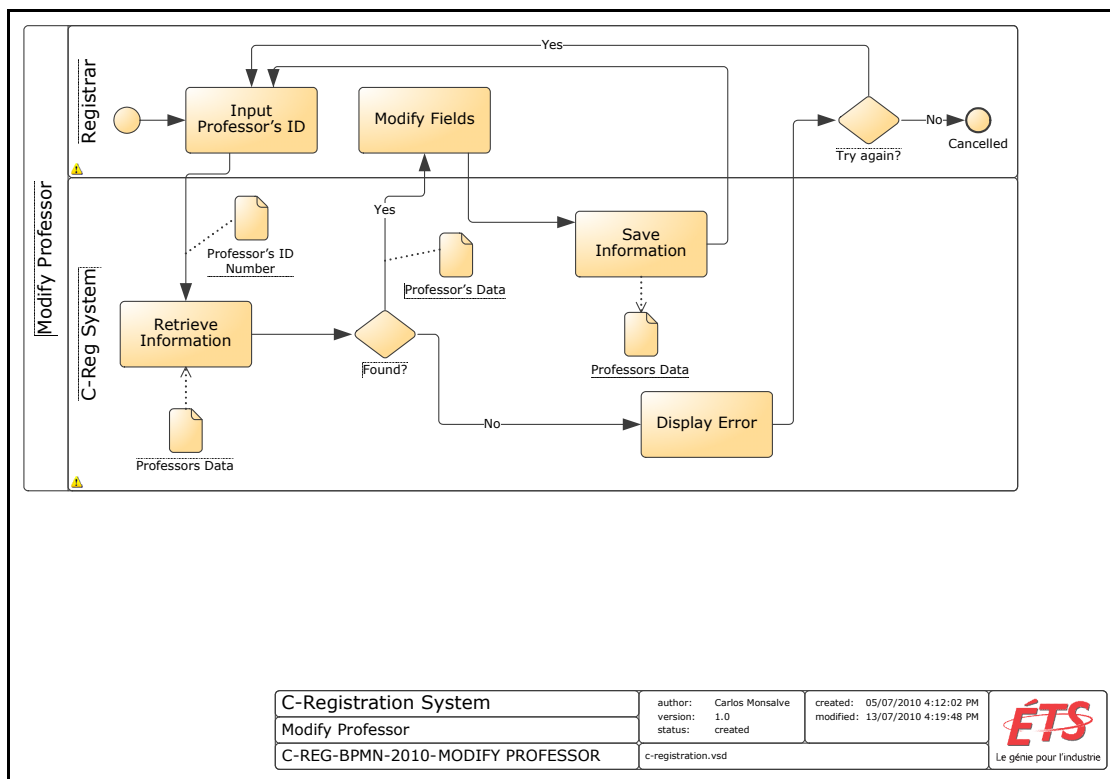 Modify Professor
Registrar
C-Reg System
Yes
Input
Professor's ID
Modify Fields
Try again?
No
Cancelled
Professor's ID
Number
Yes
Professor's Data
Save
Information
Retrieve
Information
Found?
Professors Data
No
Display Error
Professors Data
C-Registration System
Modify Professor
C-REG-BPMN-2010-MODIFY PROFESSOR
author: Carlos Monsalve
version: 1.0
status: created
created: 05/07/2010 4:12:02 PM
modified: 13/07/2010 4:19:48 PM
c-registration.vsd
ÉTS
Le génie pour l'industrie